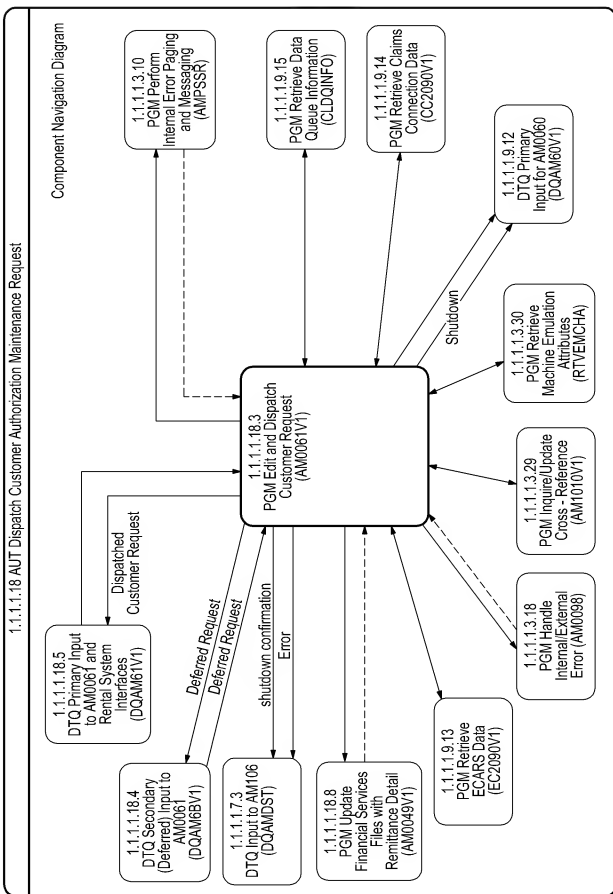 1.1.1.1.18 AUT Dispatch Customer Authorization Maintenance Request
Component Navigation Diagram
1.1.1.1.18.5
DTQ Primary Input
to AM0061 and
Rental System
Interfaces
(DQAM61V1)
1.1.1.1.3.10
PGM Perform
Internal Error Paging
and Messaging
(AMPSSR)
Dispatched
Customer Request
1.1.1.1.18.4
DTQ Secondary
(Deferred) Input to
AM0061
(DQAM6BV1)
Deferred Request
Deferred Request
1.1.1.1.9.15
PGM Retrieve Data
Queue Information
(CLDQINFO)
1.1.1.1.7.3
DTQ Input to AM106
(DQAMDST)
shutdown confirmation
Error
1.1.1.1.18.3
PGM Edit and Dispatch
Customer Request
(AM0061V1)
1.1.1.1.9.14
PGM Retrieve Claims
Connection Data
(CC2090V1)
1.1.1.1.18.8
PGM Update
Financial Services
Files with
Remittance Detail
(AM0049V1)
Shutdown
1.1.1.1.9.12
DTQ Primary
Input for AM0060
(DQAM60V1)
1.1.1.1.9.13
PGM Retrieve
ECARS Data
(EC2090V1)
1.1.1.1.3.18
PGM Handle
Internal/External
Error (AM0098)
1.1.1.1.3.29
PGM Inquire/Update
Cross - Reference
(AM1010V1)
1.1.1.1.3.30
PGM Retrieve
Machine Emulation
Attributes
(RTVEMCHA)